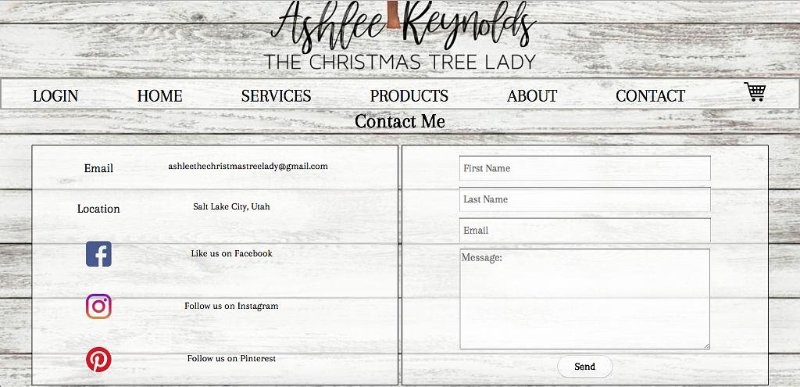 Ashlee Reynolds
THE CHRISTMAS TREE LADY
LOGIN HOME SERVICES PRODUCTS ABOUT CONTACT
Contact Me
Email ashleethechristmastreelady@gmail.com
Location Salt Lake City, Utah
Like us on Facebook
Follow us on Instagram
Follow us on Pinterest
First Name
Last Name
Email
Message:
Send